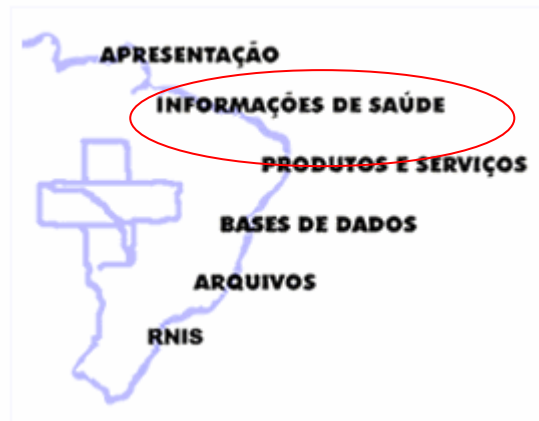 APRESENTAÇÃO
INFORMAÇÕES DE SAÚDE
PRODUTOS E SERVIÇOS
BASES DE DADOS
ARQUIVOS
RNIS